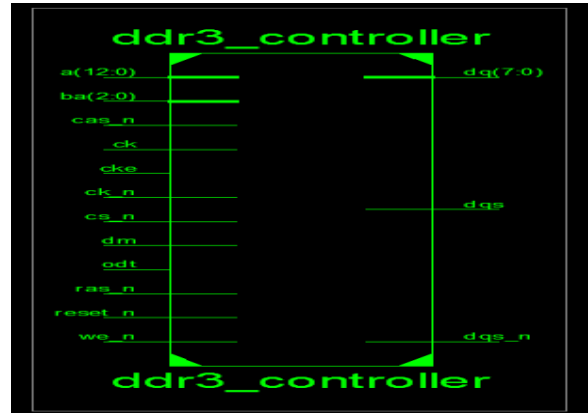 ddr3_controller
a(12:0)
dq(7:0)
ba(2:0)
cas_n
ck
cke
ck_n
cs_n
dqs
dm
odt
ras_n
reset_n
we_n
dqs_n
ddr3_controller